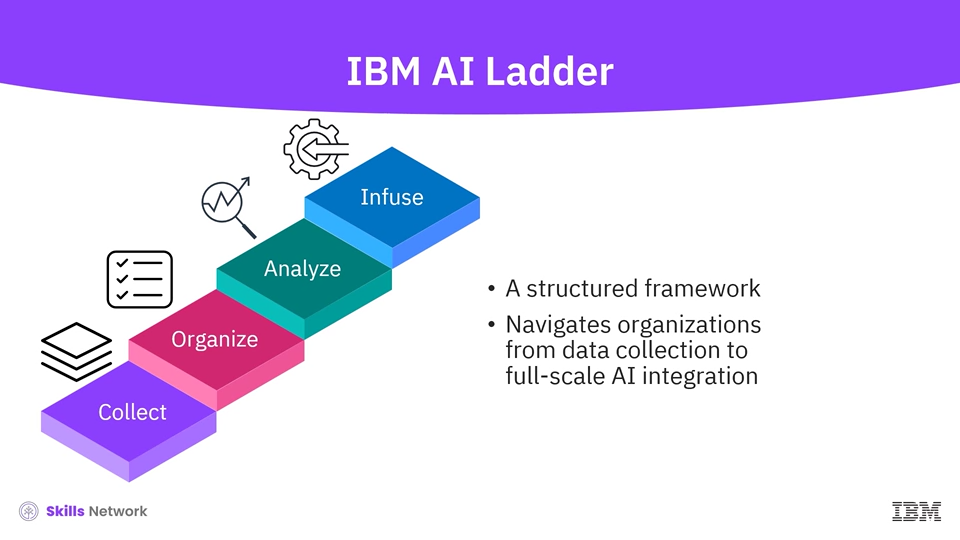 IBM AI Ladder
Infuse
Analyze
Organize
Collect
• A structured framework
• Navigates organizations
from data collection to
full-scale AI integration
Skills Network
IBM